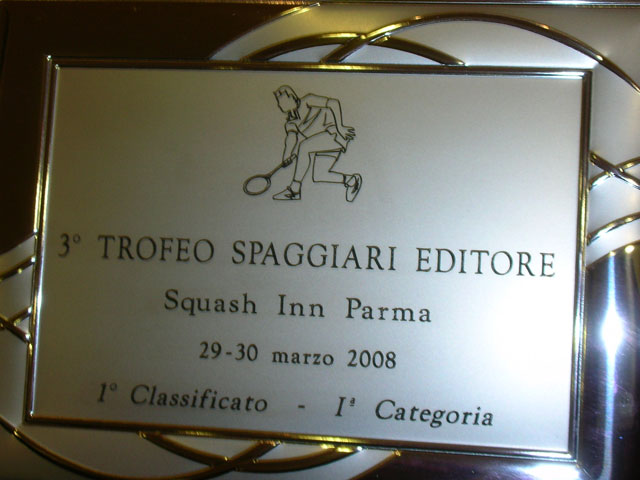 3° TROFEO SPAGGIARI EDITORE
Squash Inn Parma
29-30 marzo 2008
1° Classificato - Iª Categoria